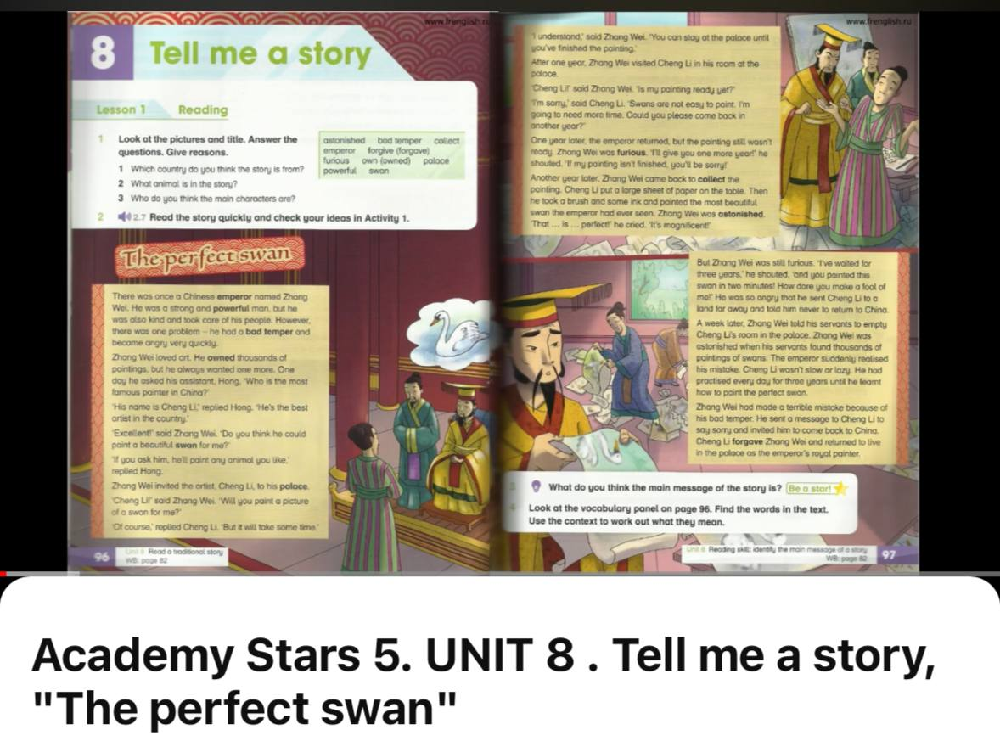 www.frenglish.ru
8 Tell me a story
Lesson 1 Reading
1 Look at the pictures and title. Answer the
questions. Give reasons.
1 Which country do you think the story is from?
2 What animal is in the story?
3 Who do you think the main characters are?
astonished bad temper collect
emperor forgive (forgave)
furious own (owned) palace
powerful swan
2 2.7 Read the story quickly and check your ideas in Activity 1.
The perfect swan
There was once a Chinese emperor named Zhang
Wei. He was a strong and powerful man, but he
was also kind and took care of his people. However,
there was one problem – he had a bad temper and
became angry very quickly.
Zhang Wei loved art. He owned thousands of
paintings, but he always wanted one more. One
day he asked his assistant, Hong, 'Who is the most
famous painter in China?'
'His name is Cheng Li,' replied Hong. 'He's the best
artist in the country.'
'Excellent!' said Zhang Wei. 'Do you think he could
paint a beautiful swan for me?'
'If you ask him, he'll paint any animal you like,'
replied Hong.
Zhang Wei invited the artist, Cheng Li, to his palace.
'Cheng Li!' said Zhang Wei. 'Will you paint a picture
of a swan for me?'
'Of course,' replied Cheng Li. 'But it will take some time.'
96 Unit 8 Read a traditional story
WB: page 82
www.frenglish.ru
'I understand,' said Zhang Wei. 'You can stay at the palace until
you've finished the painting.'
After one year, Zhang Wei visited Cheng Li in his room at the
palace.
'Cheng Li!' said Zhang Wei. 'Is my painting ready yet?'
'I'm sorry,' said Cheng Li. 'Swans are not easy to paint. I'm
going to need more time. Could you please come back in
another year?'
One year later, the emperor returned, but the painting still wasn't
ready. Zhang Wei was furious. 'I'll give you one more year!' he
shouted. 'If my painting isn't finished, you'll be sorry!'
Another year later, Zhang Wei came back to collect the
painting. Cheng Li put a large sheet of paper on the table. Then
he took a brush and some ink and painted the most beautiful
swan the emperor had ever seen. Zhang Wei was astonished.
'That ... is ... perfect!' he cried. 'It's magnificent!'
But Zhang Wei was still furious. 'I've waited for
three years,' he shouted, 'and you painted this
swan in two minutes! How dare you make a fool of
me!' He was so angry that he sent Cheng Li to a
land far away and told him never to return to China.
A week later, Zhang Wei told his servants to empty
Cheng Li's room in the palace. Zhang Wei was
astonished when his servants found thousands of
paintings of swans. The emperor suddenly realised
his mistake. Cheng Li wasn't slow or lazy. He had
practised every day for three years until he learnt
how to paint the perfect swan.
Zhang Wei had made a terrible mistake because of
his bad temper. He sent a message to Cheng Li to
say sorry and invited him to come back to China.
Cheng Li forgave Zhang Wei and returned to live
in the palace as the emperor's royal painter.
3 What do you think the main message of the story is? Be a star!
4 Look at the vocabulary panel on page 96. Find the words in the text.
Use the context to work out what they mean.
Unit 8 Reading skill: identify the main message of a story 97
WB: page 82
Academy Stars 5. UNIT 8 . Tell me a story,
"The perfect swan"